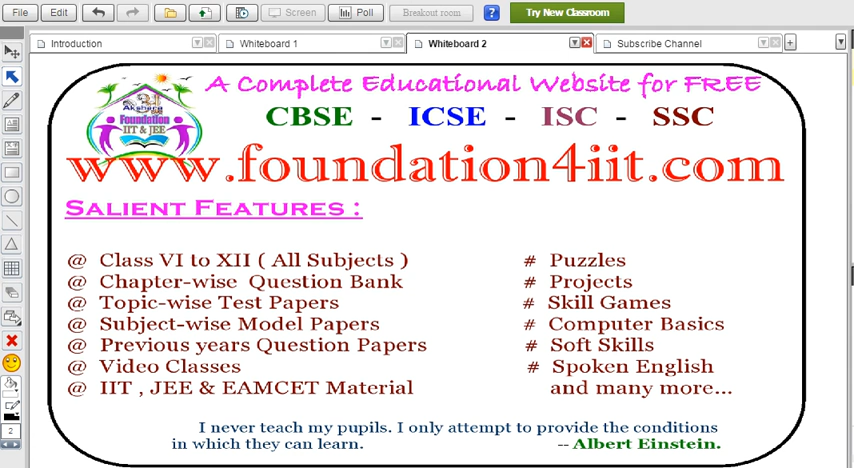 File Edit Screen Poll Breakout room ? Try New Classroom
Introduction Whiteboard 1 Whiteboard 2 Subscribe Channel
A Complete Educational Website for FREE
CBSE - ICSE - ISC - SSC
Akshara
Foundation
IIT & JEE
www.foundation4iit.com
SALIENT FEATURES :
@ Class VI to XII ( All Subjects )
@ Chapter-wise Question Bank
@ Topic-wise Test Papers
@ Subject-wise Model Papers
@ Previous years Question Papers
@ Video Classes
@ IIT , JEE & EAMCET Material
# Puzzles
# Projects
# Skill Games
# Computer Basics
# Soft Skills
# Spoken English
and many more...
I never teach my pupils. I only attempt to provide the conditions
in which they can learn. -- Albert Einstein.
2